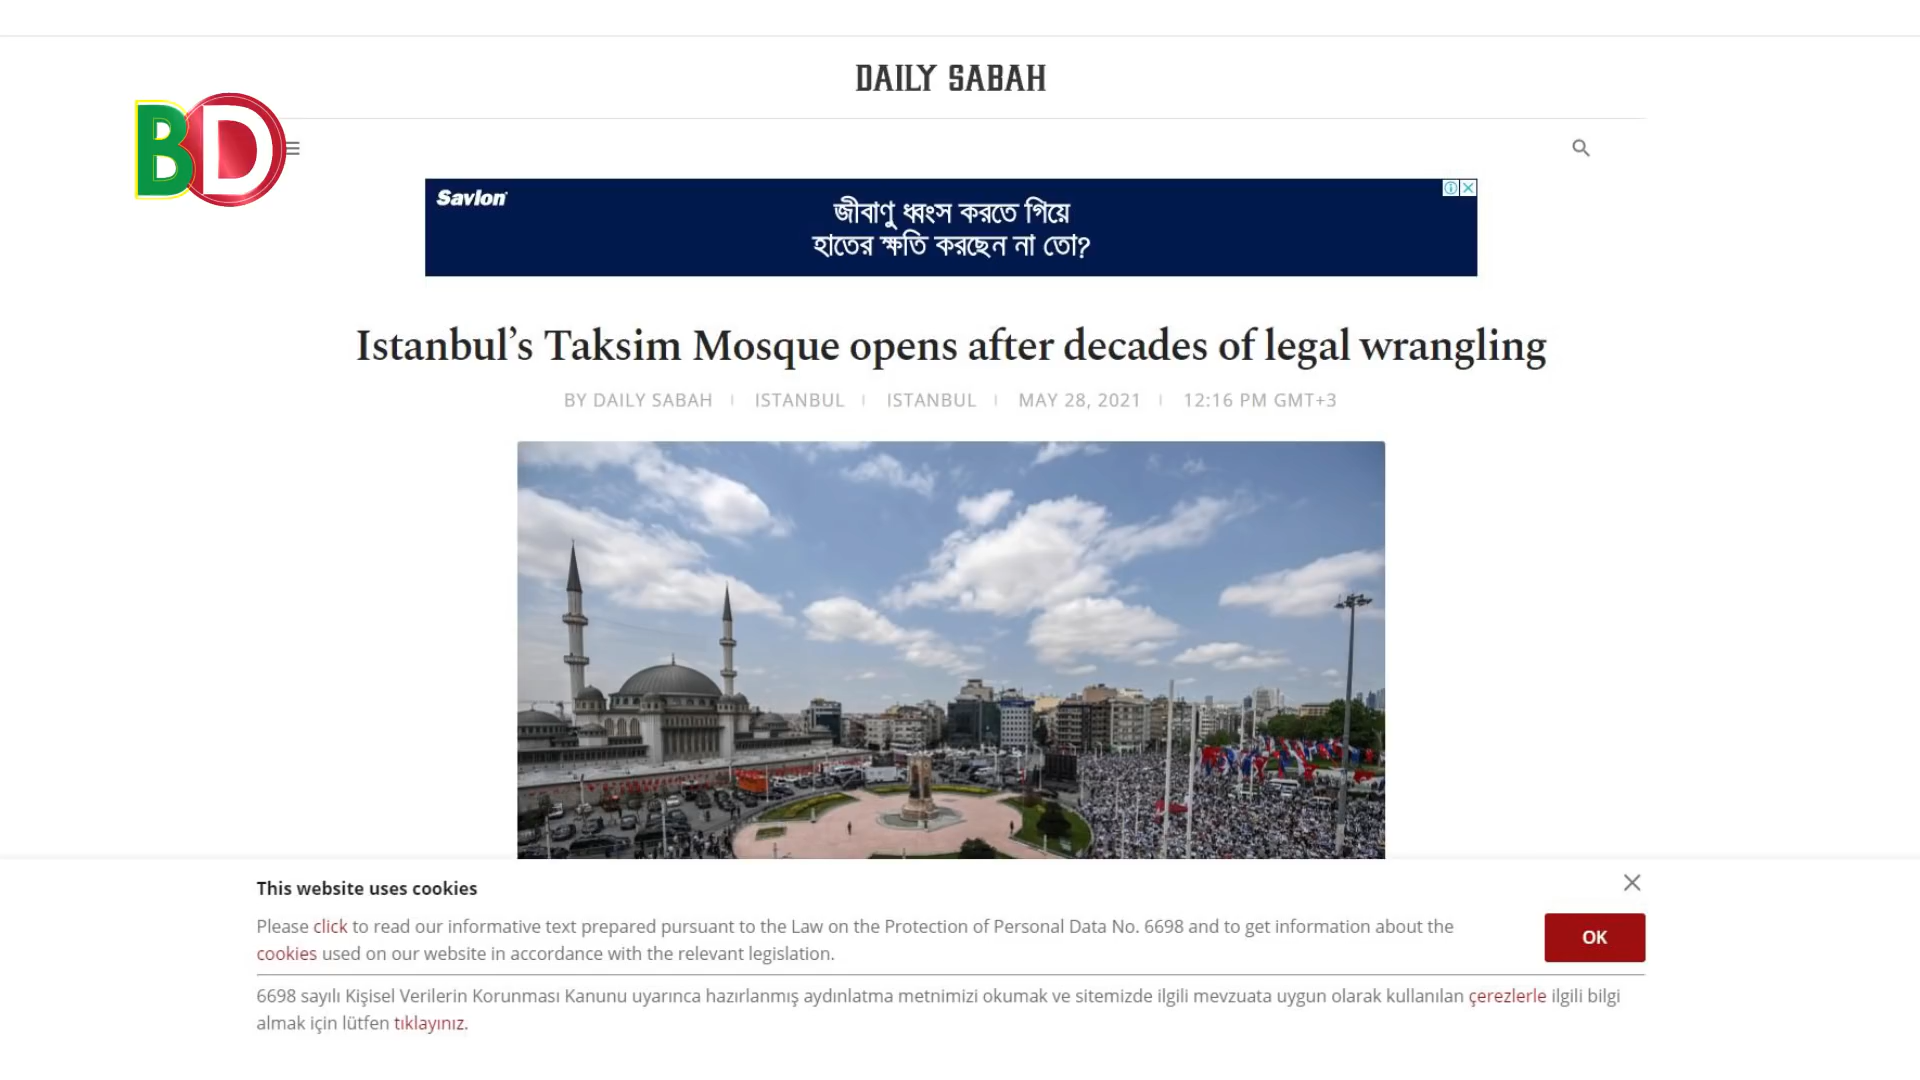 DAILY SABAH
BD
Savlon
জীবাণু ধ্বংস করতে গিয়ে
হাতের ক্ষতি করছেন না তো?
Istanbul’s Taksim Mosque opens after decades of legal wrangling
BY DAILY SABAH | ISTANBUL | ISTANBUL | MAY 28, 2021 | 12:16 PM GMT+3
This website uses cookies
Please click to read our informative text prepared pursuant to the Law on the Protection of Personal Data No. 6698 and to get information about the
cookies used on our website in accordance with the relevant legislation.
OK
6698 sayılı Kişisel Verilerin Korunması Kanunu uyarınca hazırlanmış aydınlatma metnimizi okumak ve sitemizde ilgili mevzuata uygun olarak kullanılan çerezlerle ilgili bilgi
almak için lütfen tıklayınız.